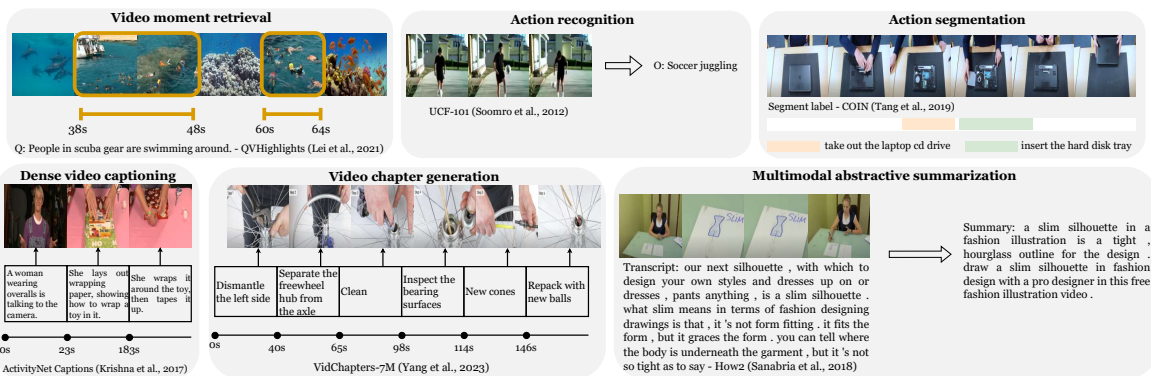 Video moment retrieval
38s
48s
60s
64s
Q: People in scuba gear are swimming around. - QVHighlights (Lei et al., 2021)
Action recognition
O: Soccer juggling
UCF-101 (Soomro et al., 2012)
Action segmentation
Segment label - COIN (Tang et al., 2019)
take out the laptop cd drive
insert the hard disk tray
Dense video captioning
A woman
wearing
overalls is
talking to the
camera.
She lays out
wrapping
paper, showing
how to wrap a
toy in it.
She wraps it
around the toy,
then tapes it
up.
0s
23s
183s
ActivityNet Captions (Krishna et al., 2017)
Video chapter generation
Dismantle
the left side
Separate the
freewheel
hub from
the axle
Clean
Inspect the
bearing
surfaces
New cones
Repack with
new balls
0s
40s
65s
98s
114s
146s
VidChapters-7M (Yang et al., 2023)
Multimodal abstractive summarization
SLIM
SLIM
Transcript: our next silhouette , with which to
design your own styles and dresses up on or
dresses , pants anything , is a slim silhouette .
what slim means in terms of fashion designing
drawings is that , it 's not form fitting . it fits the
form , but it graces the form . you can tell where
the body is underneath the garment , but it 's not
so tight as to say - How2 (Sanabria et al., 2018)
Summary: a slim silhouette in a
fashion illustration is a tight ,
hourglass outline for the design .
draw a slim silhouette in fashion
design with a pro designer in this free
fashion illustration video .